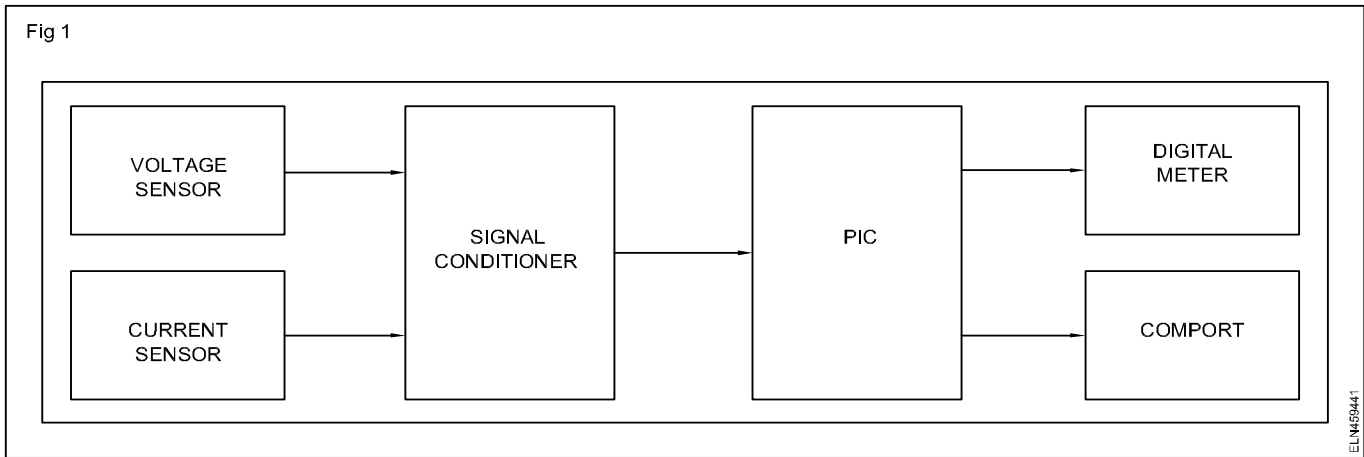 Fig 1
VOLTAGE
SENSOR
CURRENT
SENSOR
SIGNAL
CONDITIONER
PIC
DIGITAL
METER
COMPORT
ELN459441